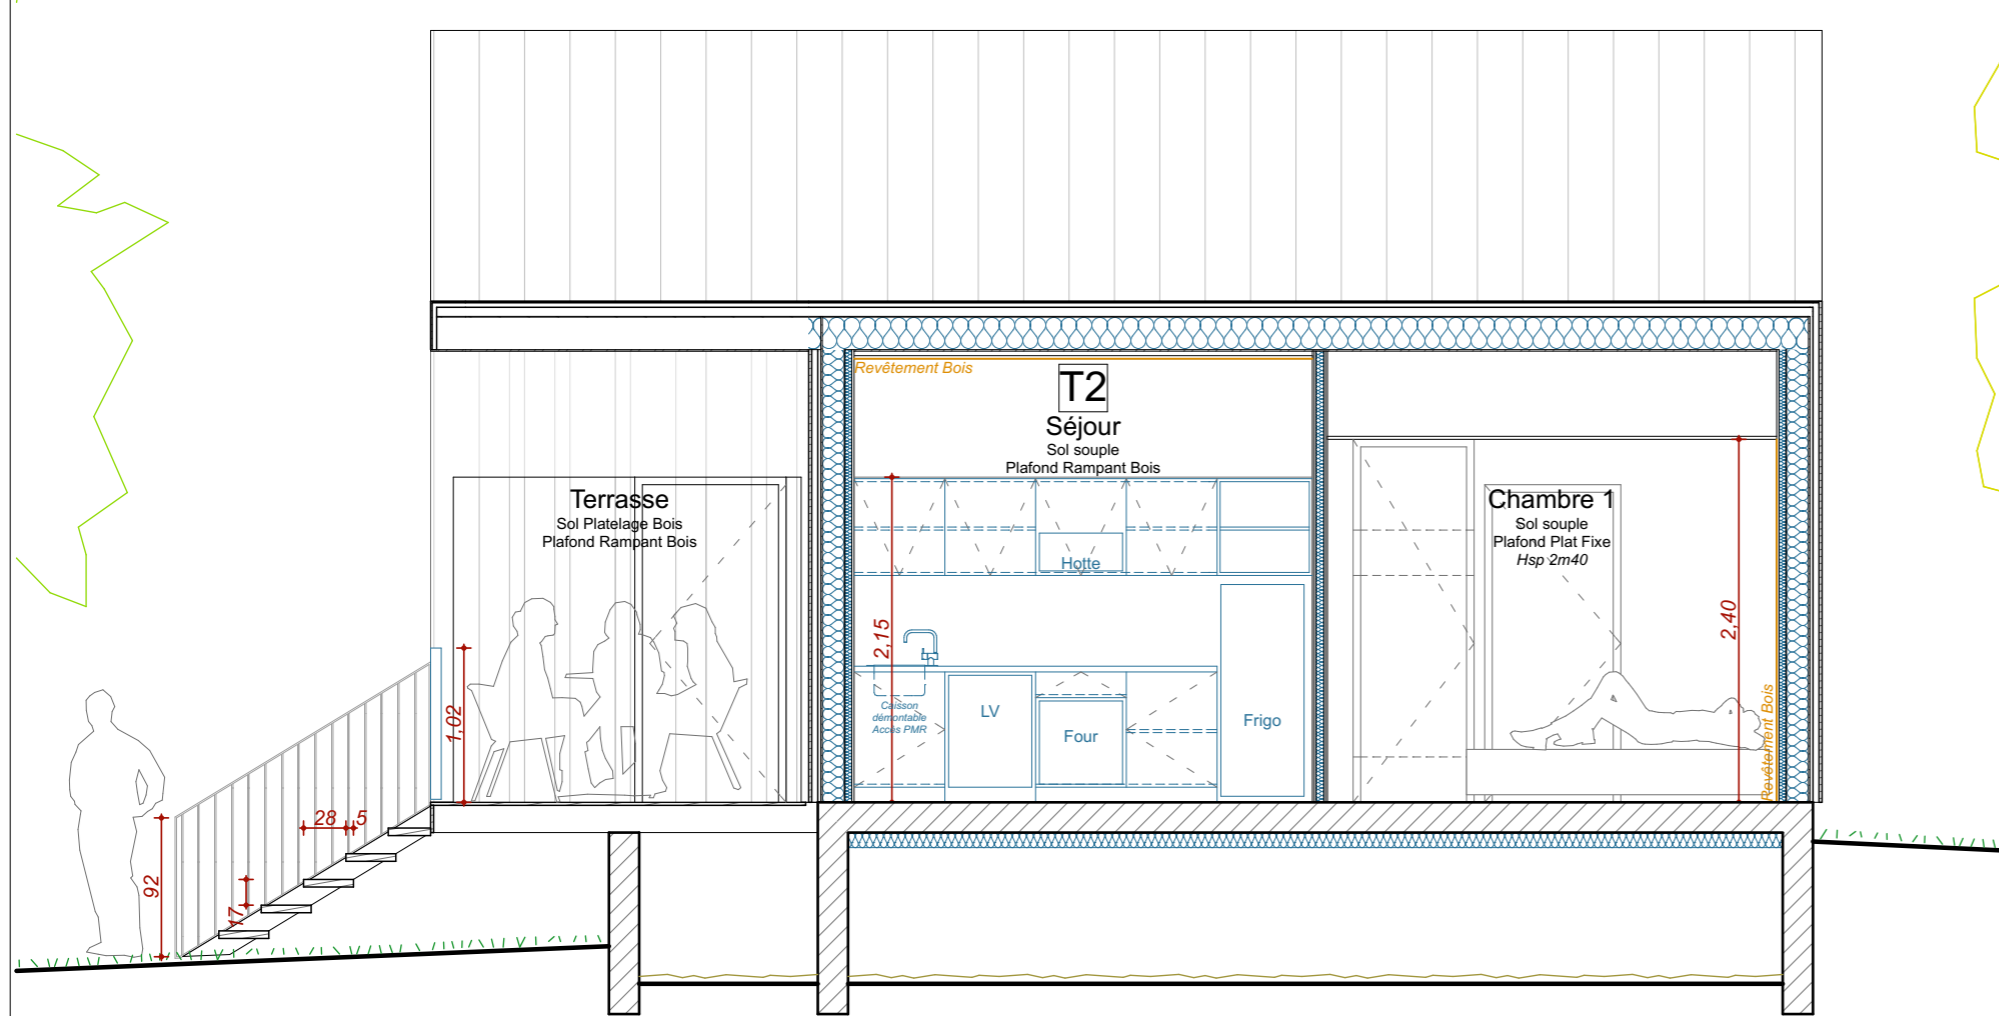 Revêtement Bois
T2
Séjour
Sol souple
Plafond Rampant Bois
Terrasse
Sol Platelage Bois
Plafond Rampant Bois
Chambre 1
Sol souple
Plafond Plat Fixe
Hsp 2m40
Hotte
2,15
2,40
1,02
Caisson
démontable
Accès PMR
LV
Four
Frigo
Revêtement Bois
28
5
92
17